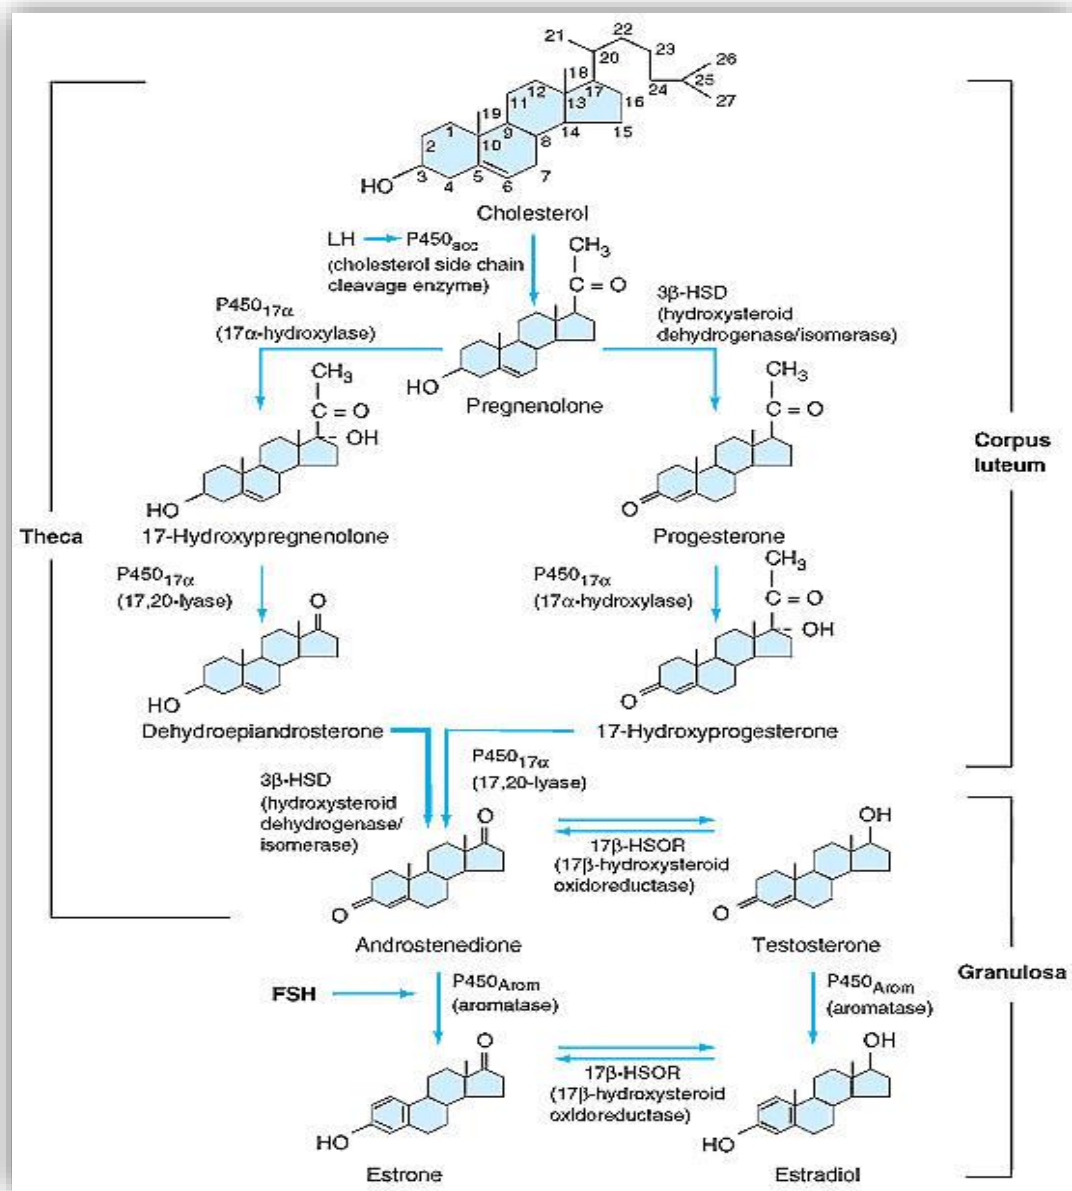 21
22
20
23
26
18
24
25
12
17
27
11
13
16
19
1
9
14
15
2
10
8
3
4
5
6
7
HO
Cholesterol
LH
P450scc
(cholesterol side chain
cleavage enzyme)
CH3
C = O
P45017α
(17α-hydroxylase)
3β-HSD
(hydroxysteroid
dehydrogenase/isomerase)
HO
Pregnenolone
CH3
C = O
OH
HO
17-Hydroxypregnenolone
CH3
C = O
O
Progesterone
Corpus
luteum
Theca
P45017α
(17,20-lyase)
P45017α
(17α-hydroxylase)
CH3
C = O
OH
O
HO
Dehydroepiandrosterone
O
17-Hydroxyprogesterone
3β-HSD
(hydroxysteroid
dehydrogenase/
isomerase)
P45017α
(17,20-lyase)
O
O
Androstenedione
17β-HSOR
(17β-hydroxysteroid
oxidoreductase)
OH
O
Testosterone
Granulosa
FSH
P450Arom
(aromatase)
P450Arom
(aromatase)
O
HO
Estrone
17β-HSOR
(17β-hydroxysteroid
oxidoreductase)
OH
HO
Estradiol